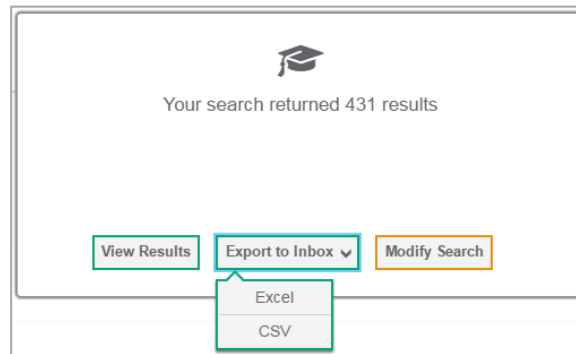 Your search returned 431 results
View Results Export to Inbox Modify Search
Excel
CSV